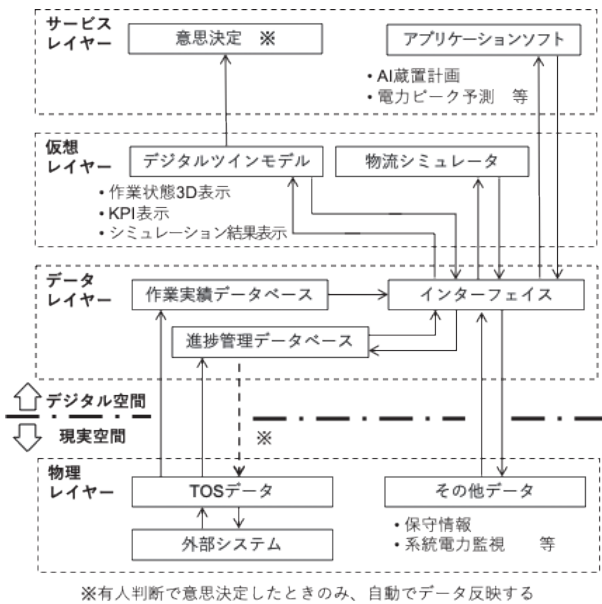 サービス
レイヤー
意思決定 ※
アプリケーションソフト
・AI蔵置計画
・電力ピーク予測 等
仮想
レイヤー
デジタルツインモデル
物流シミュレータ
・作業状態3D表示
・KPI表示
・シミュレーション結果表示
データ
レイヤー
作業実績データベース
インターフェイス
進捗管理データベース
デジタル空間
現実空間
※
物理
レイヤー
TOSデータ
その他データ
・保守情報
・系統電力監視 等
外部システム
※有人判断で意思決定したときのみ、自動でデータ反映する